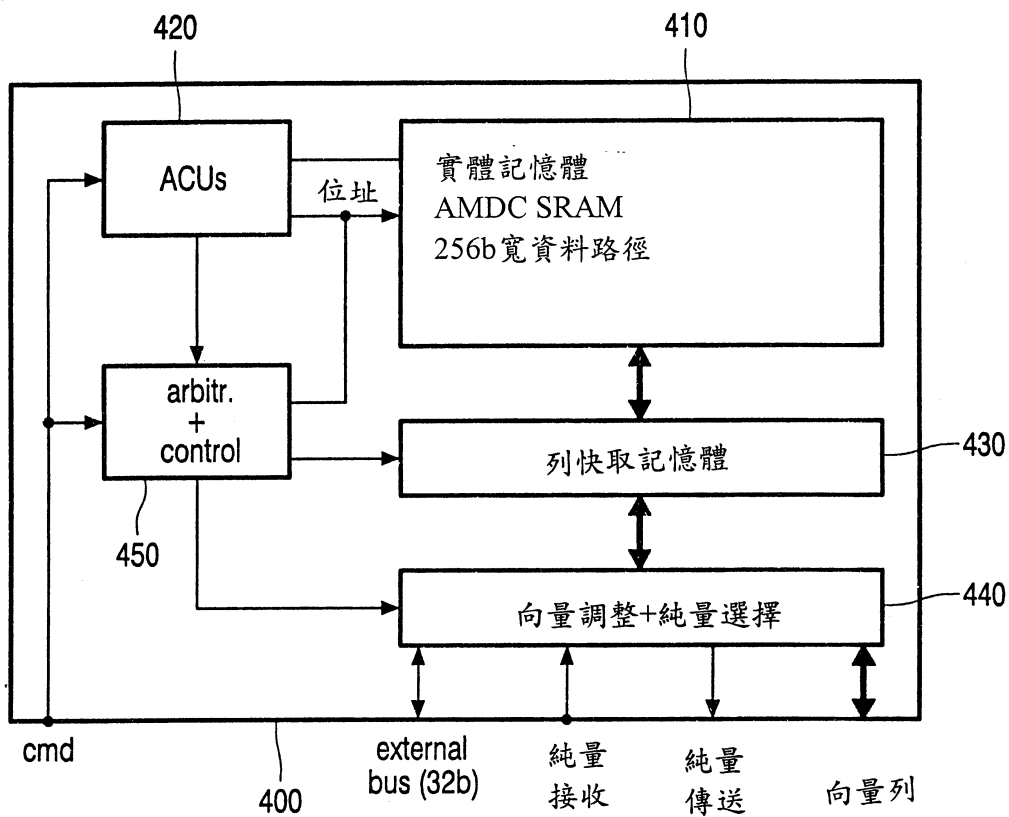 420
410
ACUs
位址
實體記憶體
AMDC SRAM
256b寬資料路徑
arbitr.
+
control
列快取記憶體
430
450
向量調整+純量選擇
440
cmd
external
bus (32b)
純量
接收
純量
傳送
向量列
400